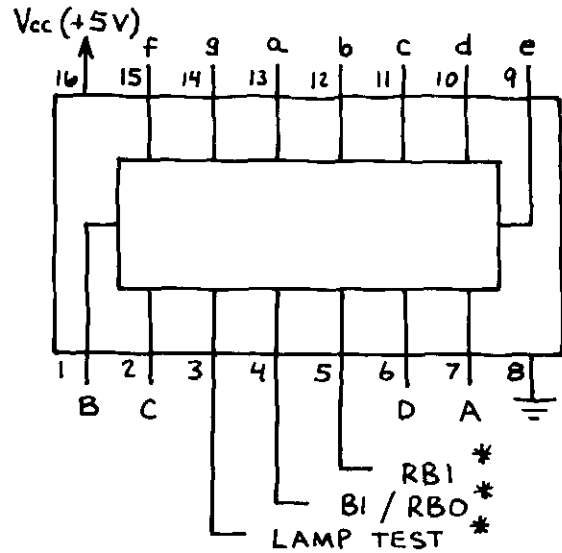 Vcc (+5V)
f g a b c d e
16 15 14 13 12 11 10 9
1 2 3 4 5 6 7 8
B C D A
RBI *
BI / RBO *
LAMP TEST *